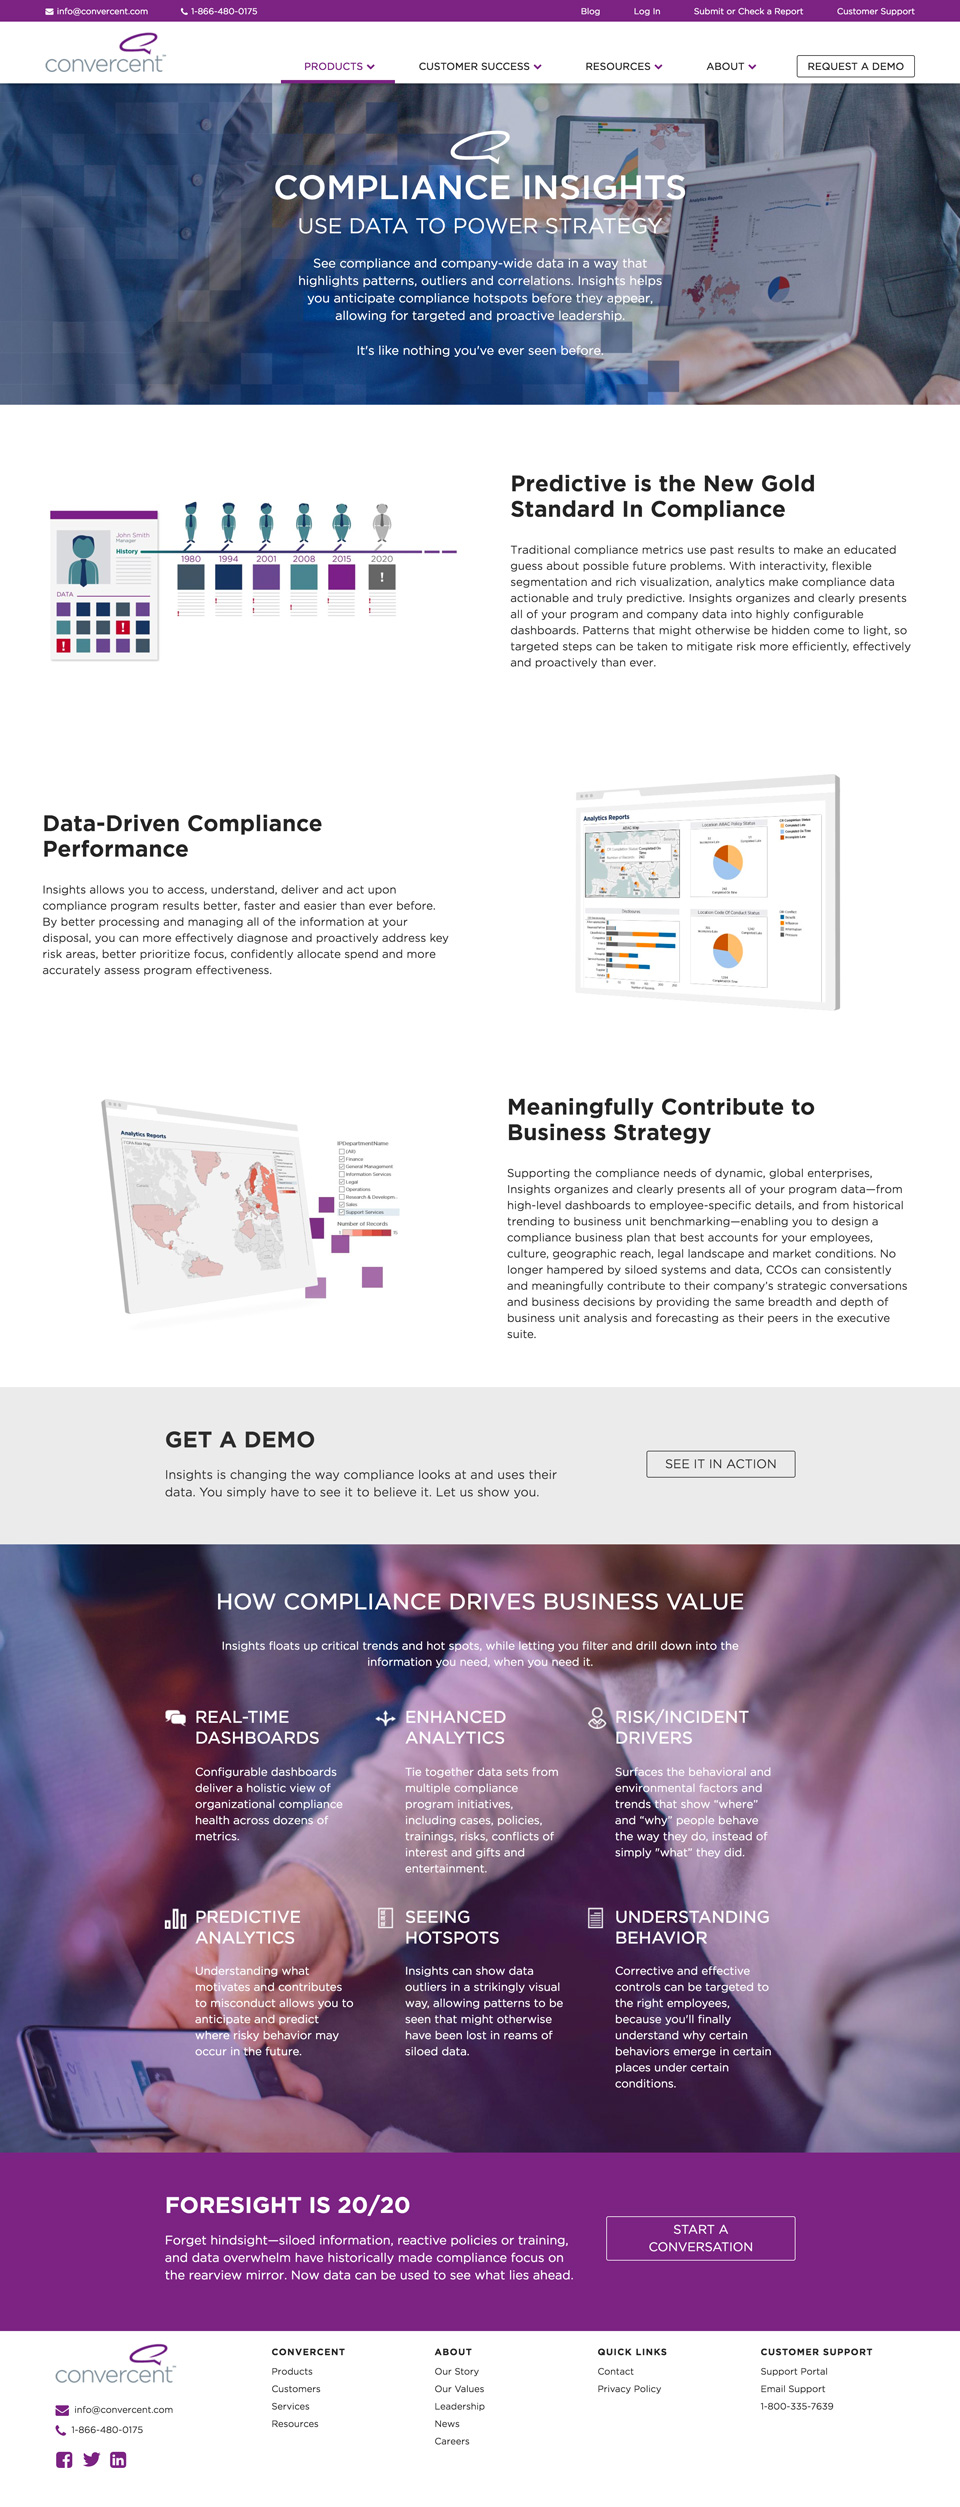 info@convercent.com
1-866-480-0175
Blog
Log In
Submit or Check a Report
Customer Support
convercent
PRODUCTS
CUSTOMER SUCCESS
RESOURCES
ABOUT
REQUEST A DEMO
COMPLIANCE INSIGHTS
USE DATA TO POWER STRATEGY
See compliance and company-wide data in a way that
highlights patterns, outliers and correlations. Insights helps
you anticipate compliance hotspots before they appear,
allowing for targeted and proactive leadership.
It's like nothing you've ever seen before.
Analytics Reports
John Smith
Manager
History
DATA
1980
1994
2001
2008
2015
2020
Predictive is the New Gold
Standard In Compliance
Traditional compliance metrics use past results to make an educated
guess about possible future problems. With interactivity, flexible
segmentation and rich visualization, analytics make compliance data
actionable and truly predictive. Insights organizes and clearly presents
all of your program and company data into highly configurable
dashboards. Patterns that might otherwise be hidden come to light, so
targeted steps can be taken to mitigate risk more efficiently, effectively
and proactively than ever.
Data-Driven Compliance
Performance
Insights allows you to access, understand, deliver and act upon
compliance program results better, faster and easier than ever before.
By better processing and managing all of the information at your
disposal, you can more effectively diagnose and proactively address key
risk areas, better prioritize focus, confidently allocate spend and more
accurately assess program effectiveness.
Analytics Reports
ABAC Map
Location ABAC Policy Status
Disclosures
Location Code Of Conduct Status
Analytics Reports
IPDepartmentName
(All)
Finance
General Management
Information Services
Legal
Operations
Research & Developm..
Sales
Support Services
Number of Records
Meaningfully Contribute to
Business Strategy
Supporting the compliance needs of dynamic, global enterprises,
Insights organizes and clearly presents all of your program data—from
high-level dashboards to employee-specific details, and from historical
trending to business unit benchmarking—enabling you to design a
compliance business plan that best accounts for your employees,
culture, geographic reach, legal landscape and market conditions. No
longer hampered by siloed systems and data, CCOs can consistently
and meaningfully contribute to their company's strategic conversations
and business decisions by providing the same breadth and depth of
business unit analysis and forecasting as their peers in the executive
suite.
GET A DEMO
Insights is changing the way compliance looks at and uses their
data. You simply have to see it to believe it. Let us show you.
SEE IT IN ACTION
HOW COMPLIANCE DRIVES BUSINESS VALUE
Insights floats up critical trends and hot spots, while letting you filter and drill down into the
information you need, when you need it.
REAL-TIME
DASHBOARDS
Configurable dashboards
deliver a holistic view of
organizational compliance
health across dozens of
metrics.
ENHANCED
ANALYTICS
Tie together data sets from
multiple compliance
program initiatives,
including cases, policies,
trainings, risks, conflicts of
interest and gifts and
entertainment.
RISK/INCIDENT
DRIVERS
Surfaces the behavioral and
environmental factors and
trends that show “where”
and “why” people behave
the way they do, instead of
simply "what" they did.
PREDICTIVE
ANALYTICS
Understanding what
motivates and contributes
to misconduct allows you to
anticipate and predict
where risky behavior may
occur in the future.
SEEING
HOTSPOTS
Insights can show data
outliers in a strikingly visual
way, allowing patterns to be
seen that might otherwise
have been lost in reams of
siloed data.
UNDERSTANDING
BEHAVIOR
Corrective and effective
controls can be targeted to
the right employees,
because you'll finally
understand why certain
behaviors emerge in certain
places under certain
conditions.
FORESIGHT IS 20/20
Forget hindsight—siloed information, reactive policies or training,
and data overwhelm have historically made compliance focus on
the rearview mirror. Now data can be used to see what lies ahead.
START A
CONVERSATION
convercent
info@convercent.com
1-866-480-0175
CONVERCENT
Products
Customers
Services
Resources
ABOUT
Our Story
Our Values
Leadership
News
Careers
QUICK LINKS
Contact
Privacy Policy
CUSTOMER SUPPORT
Support Portal
Email Support
1-800-335-7639